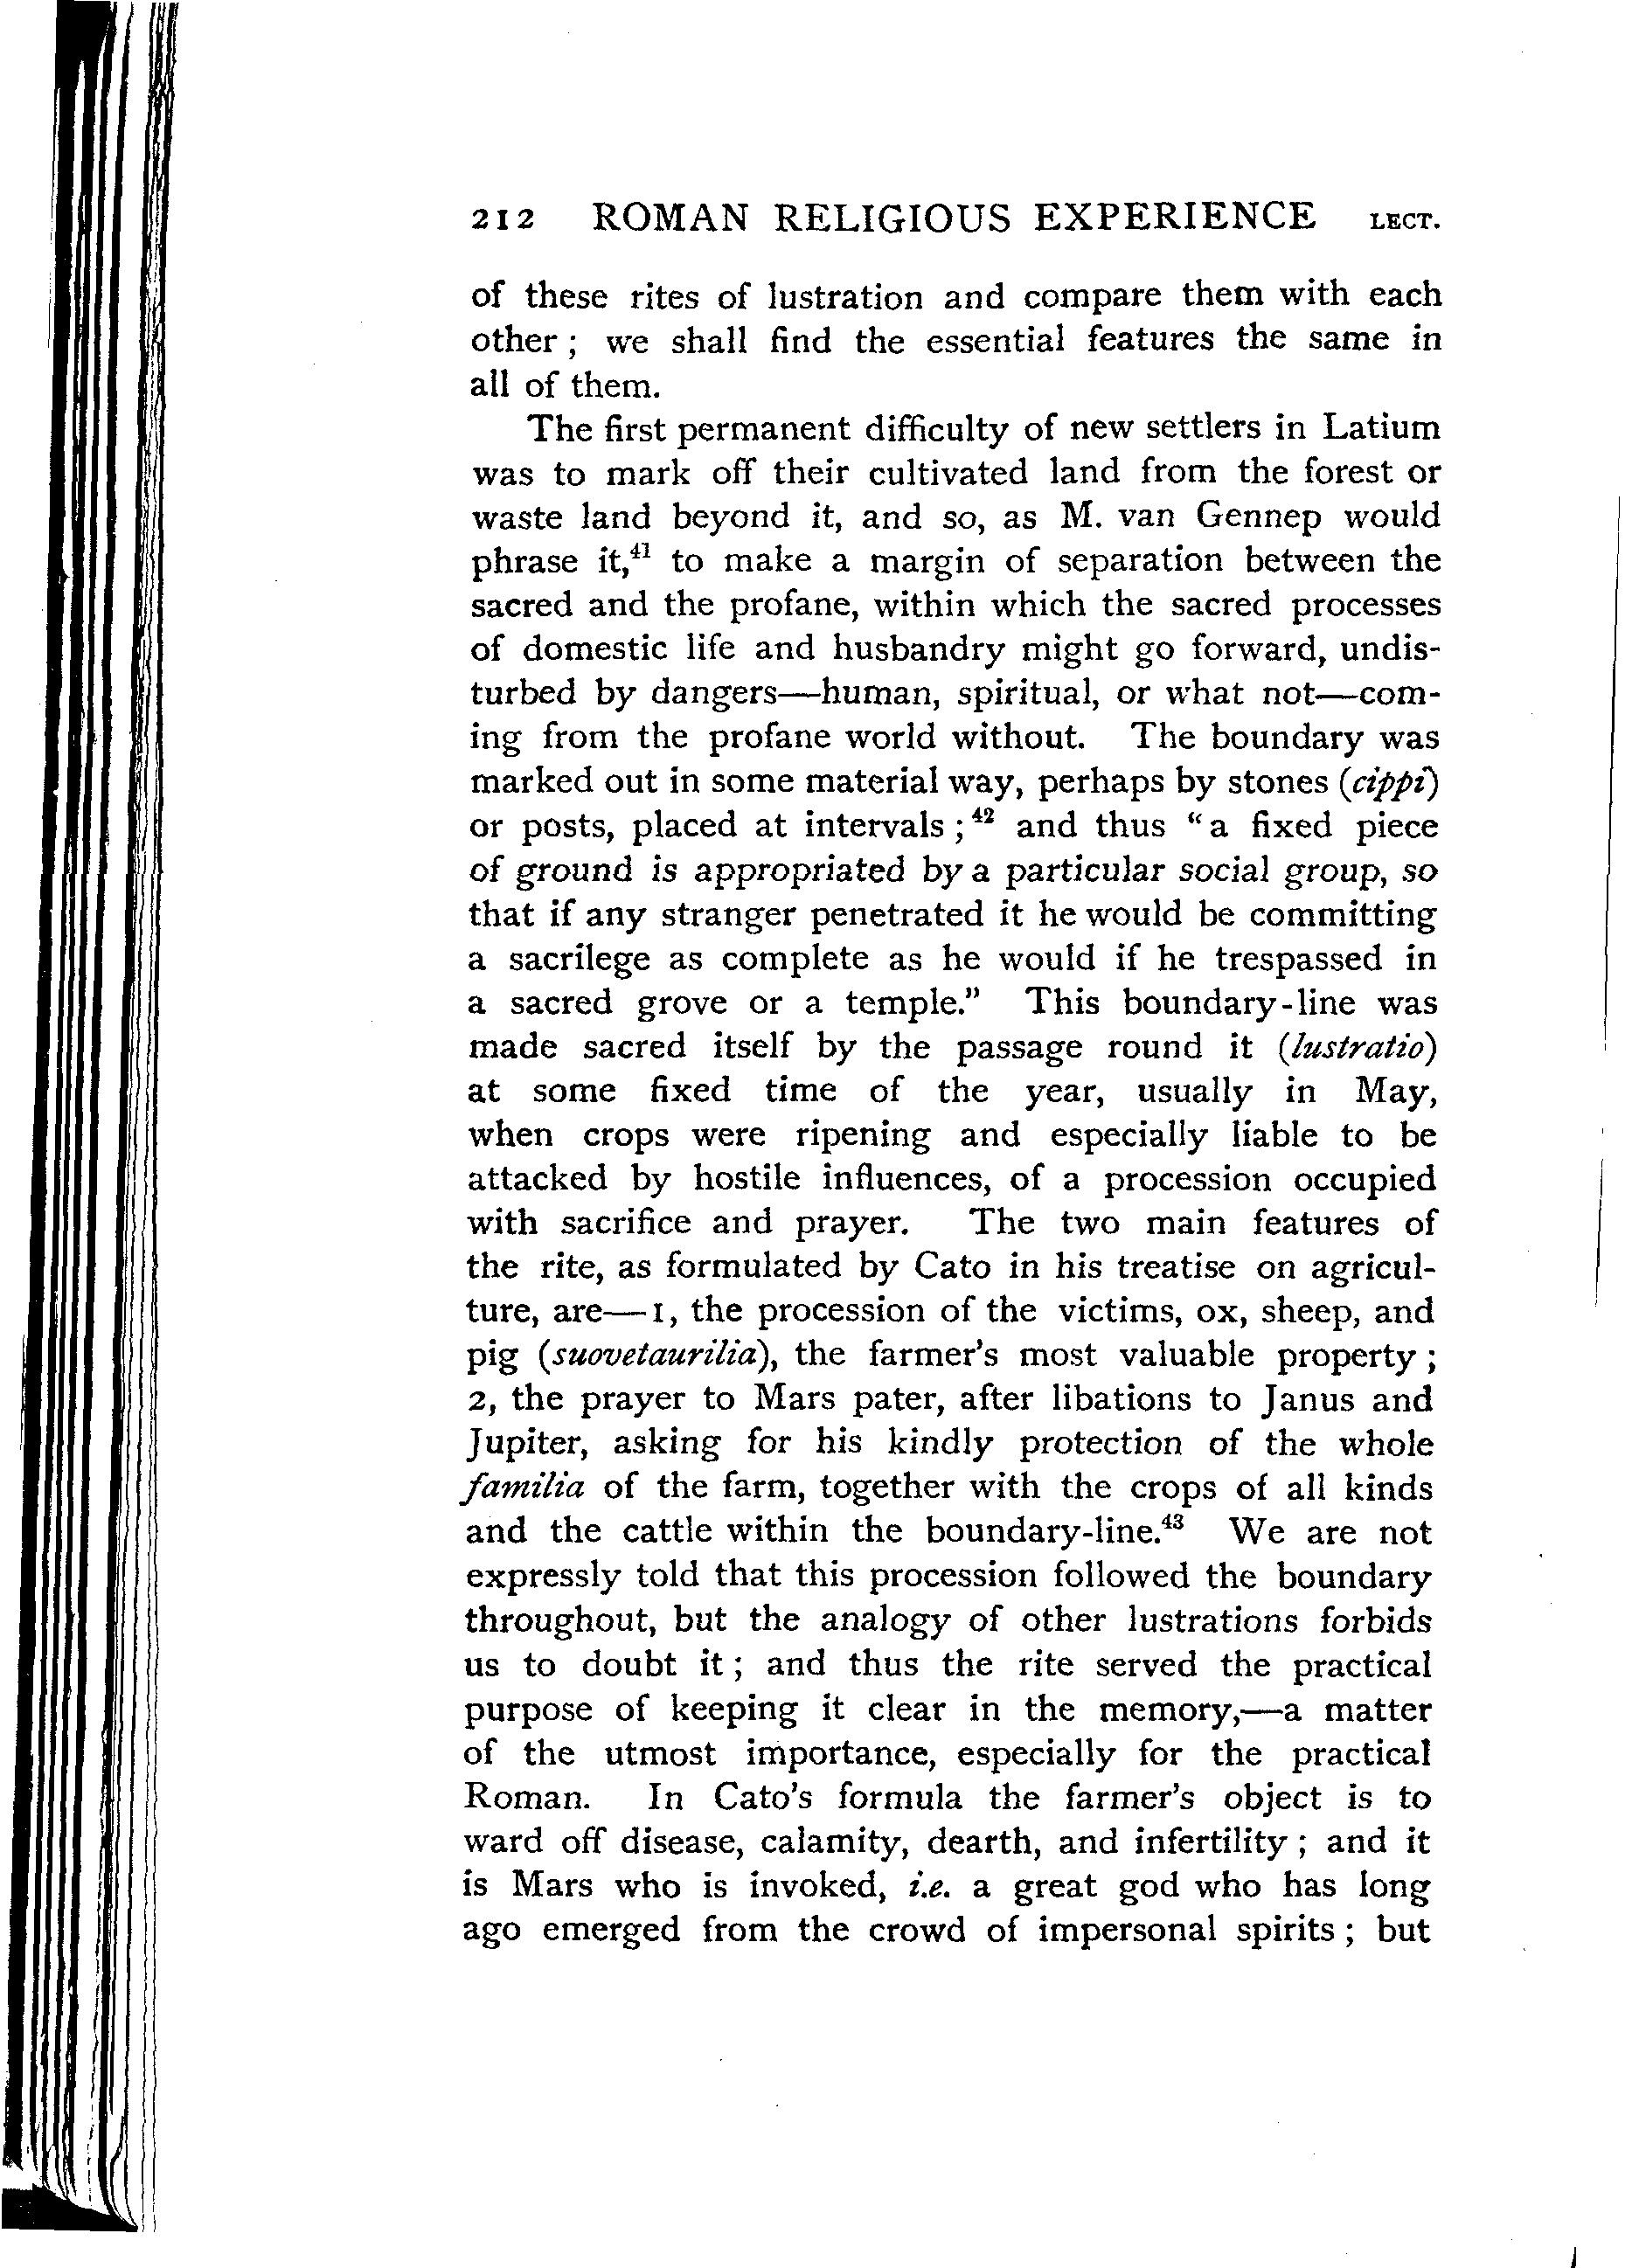 212 ROMAN RELIGIOUS EXPERIENCE LECT.
of these rites of lustration and compare them with each
other ; we shall find the essential features the same in
all of them.
The first permanent difficulty of new settlers in Latium
was to mark off their cultivated land from the forest or
waste land beyond it, and so, as M. van Gennep would
phrase it,⁴¹ to make a margin of separation between the
sacred and the profane, within which the sacred processes
of domestic life and husbandry might go forward, undis-
turbed by dangers—human, spiritual, or what not—com-
ing from the profane world without. The boundary was
marked out in some material way, perhaps by stones (cippi)
or posts, placed at intervals ;⁴² and thus “a fixed piece
of ground is appropriated by a particular social group, so
that if any stranger penetrated it he would be committing
a sacrilege as complete as he would if he trespassed in
a sacred grove or a temple.” This boundary-line was
made sacred itself by the passage round it (lustratio)
at some fixed time of the year, usually in May,
when crops were ripening and especially liable to be
attacked by hostile influences, of a procession occupied
with sacrifice and prayer. The two main features of
the rite, as formulated by Cato in his treatise on agricul-
ture, are—1, the procession of the victims, ox, sheep, and
pig (suovetaurilia), the farmer’s most valuable property ;
2, the prayer to Mars pater, after libations to Janus and
Jupiter, asking for his kindly protection of the whole
familia of the farm, together with the crops of all kinds
and the cattle within the boundary-line.⁴³ We are not
expressly told that this procession followed the boundary
throughout, but the analogy of other lustrations forbids
us to doubt it ; and thus the rite served the practical
purpose of keeping it clear in the memory,—a matter
of the utmost importance, especially for the practical
Roman. In Cato’s formula the farmer’s object is to
ward off disease, calamity, dearth, and infertility ; and it
is Mars who is invoked, i.e. a great god who has long
ago emerged from the crowd of impersonal spirits ; but